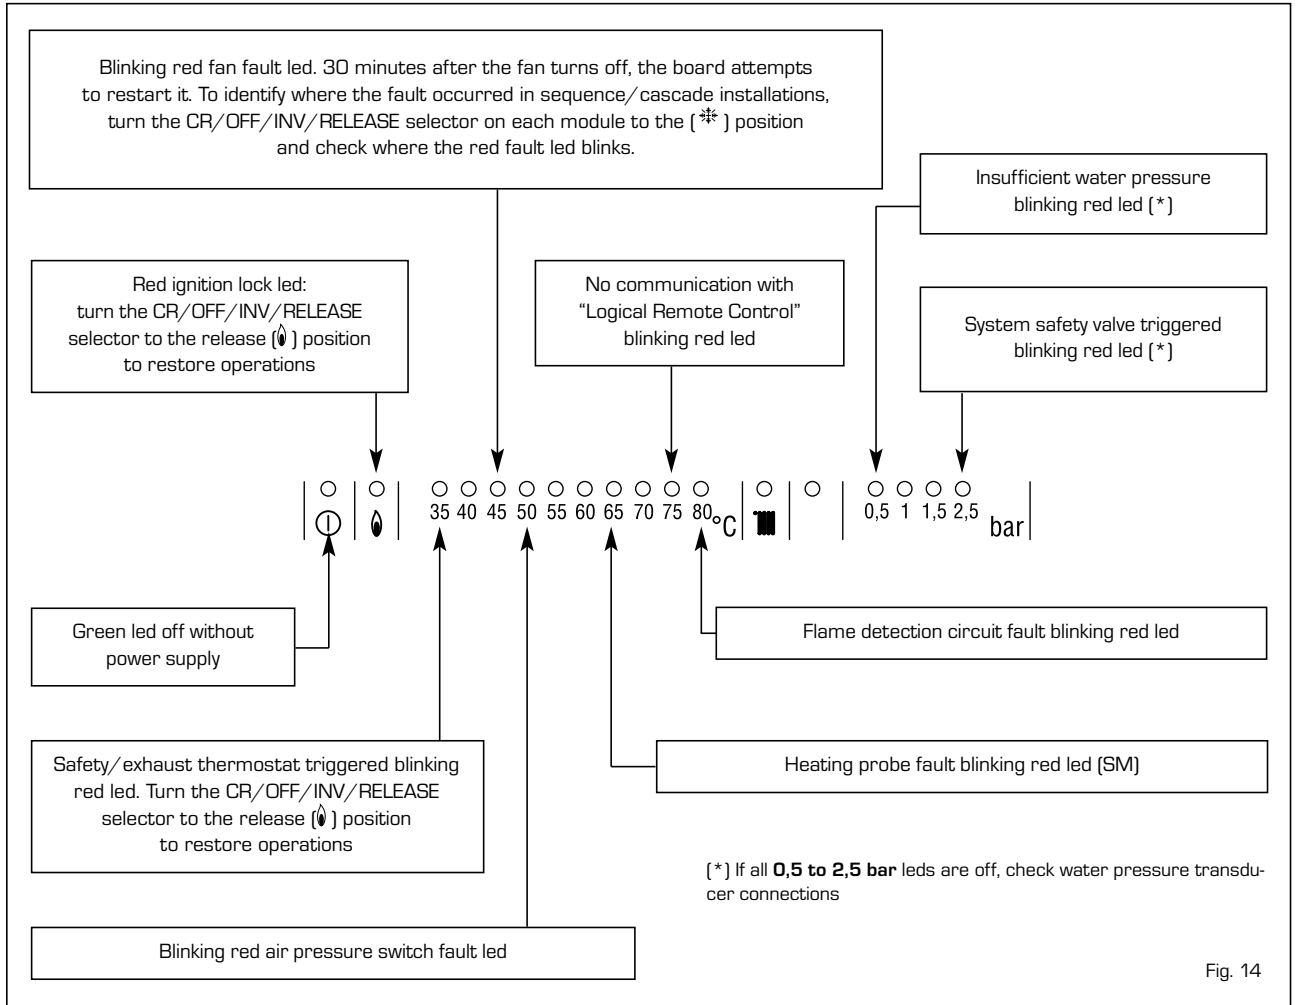 Blinking red fan fault led. 30 minutes after the fan turns off, the board attempts
to restart it. To identify where the fault occurred in sequence/cascade installations,
turn the CR/OFF/INV/RELEASE selector on each module to the ( ) position
and check where the red fault led blinks.
Insufficient water pressure
blinking red led (*)
Red ignition lock led:
turn the CR/OFF/INV/RELEASE
selector to the release ( ) position
to restore operations
No communication with
“Logical Remote Control”
blinking red led
System safety valve triggered
blinking red led (*)
35 40 45 50 55 60 65 70 75 80 °C
0,5 1 1,5 2,5 bar
Green led off without
power supply
Flame detection circuit fault blinking red led
Safety/exhaust thermostat triggered blinking
red led. Turn the CR/OFF/INV/RELEASE
selector to the release ( ) position
to restore operations
Heating probe fault blinking red led (SM)
(*) If all 0,5 to 2,5 bar leds are off, check water pressure transdu-
cer connections
Blinking red air pressure switch fault led
Fig. 14